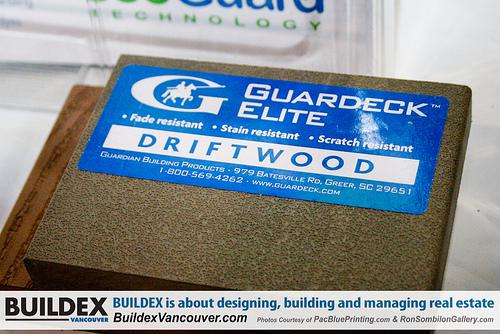 Guard
TECHNOLOGY
G GUARDECK™
ELITE
• Fade resistant • Stain resistant • Scratch resistant
DRIFTWOOD
GUARDIAN BUILDING PRODUCTS · 979 BATESVILLE RD, GREER, SC 29651
1-800-569-4262 · WWW.GUARDECK.COM
BUILDEX
VANCOUVER
BUILDEX is about designing, building and managing real estate
BuildexVancouver.com
Photos Courtesy of PacBluePrinting.com & RonSombilonGallery.com